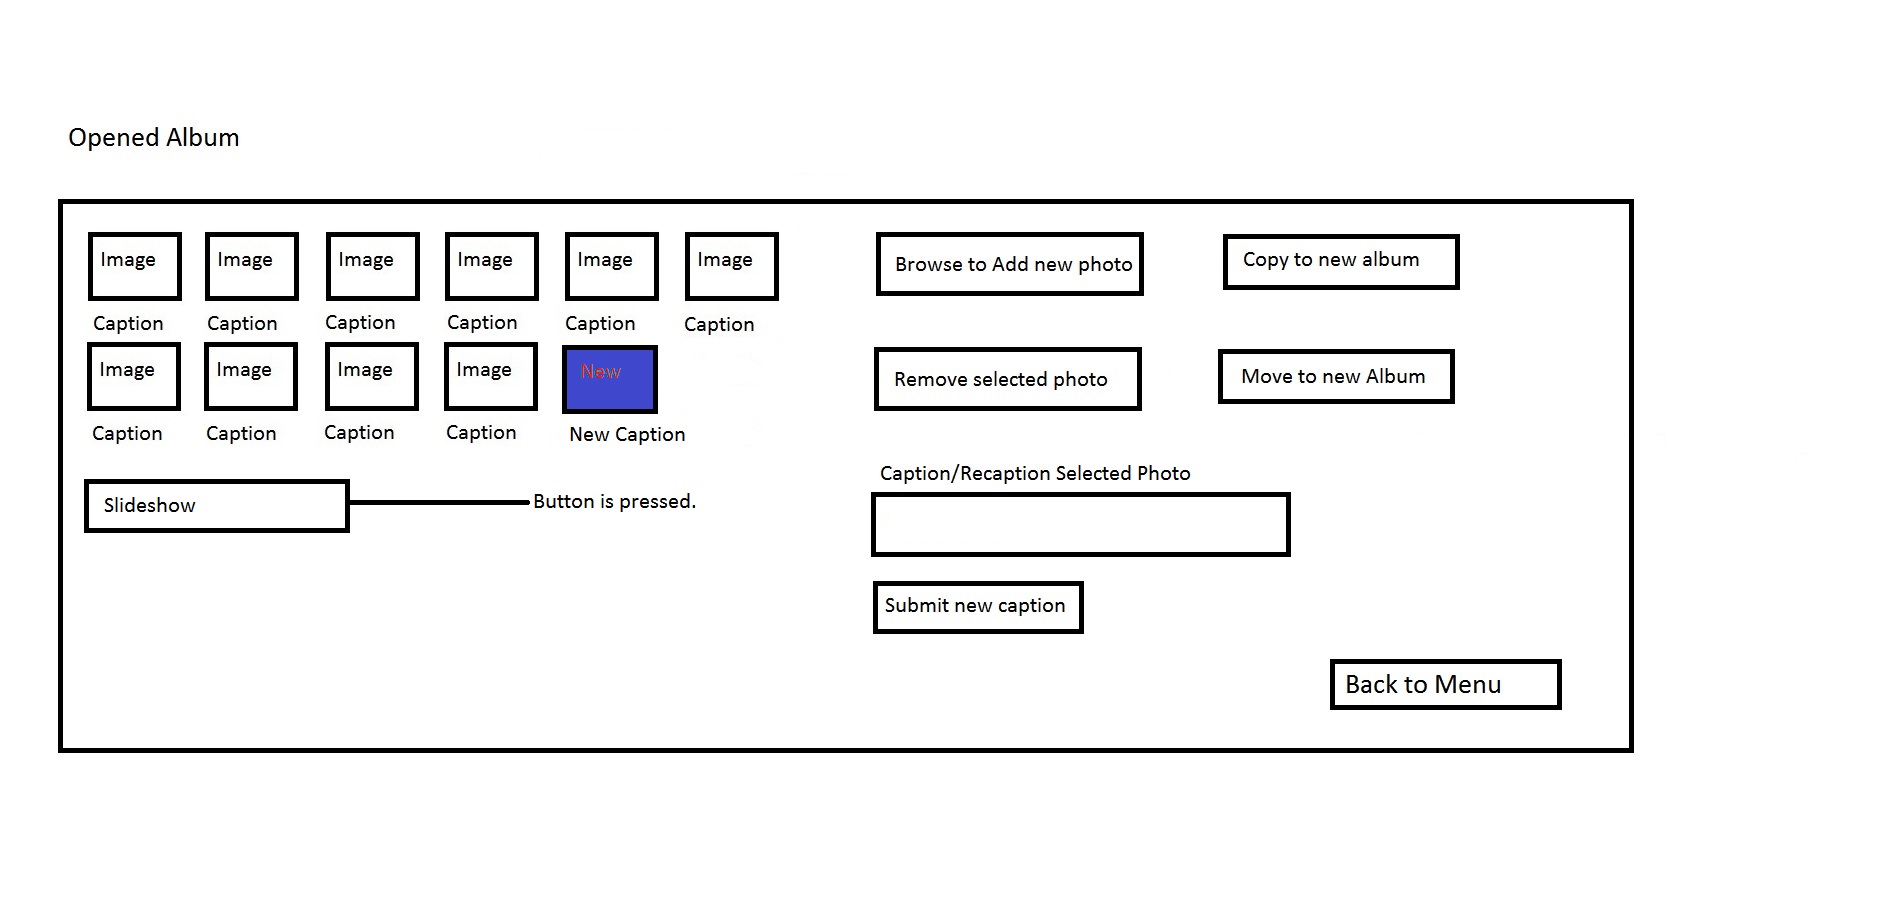 Opened Album
Image Image Image Image Image Image
Caption Caption Caption Caption Caption Caption
Image Image Image Image New
Caption Caption Caption Caption New Caption
Slideshow
Button is pressed.
Browse to Add new photo
Copy to new album
Remove selected photo
Move to new Album
Caption/Recaption Selected Photo
Submit new caption
Back to Menu